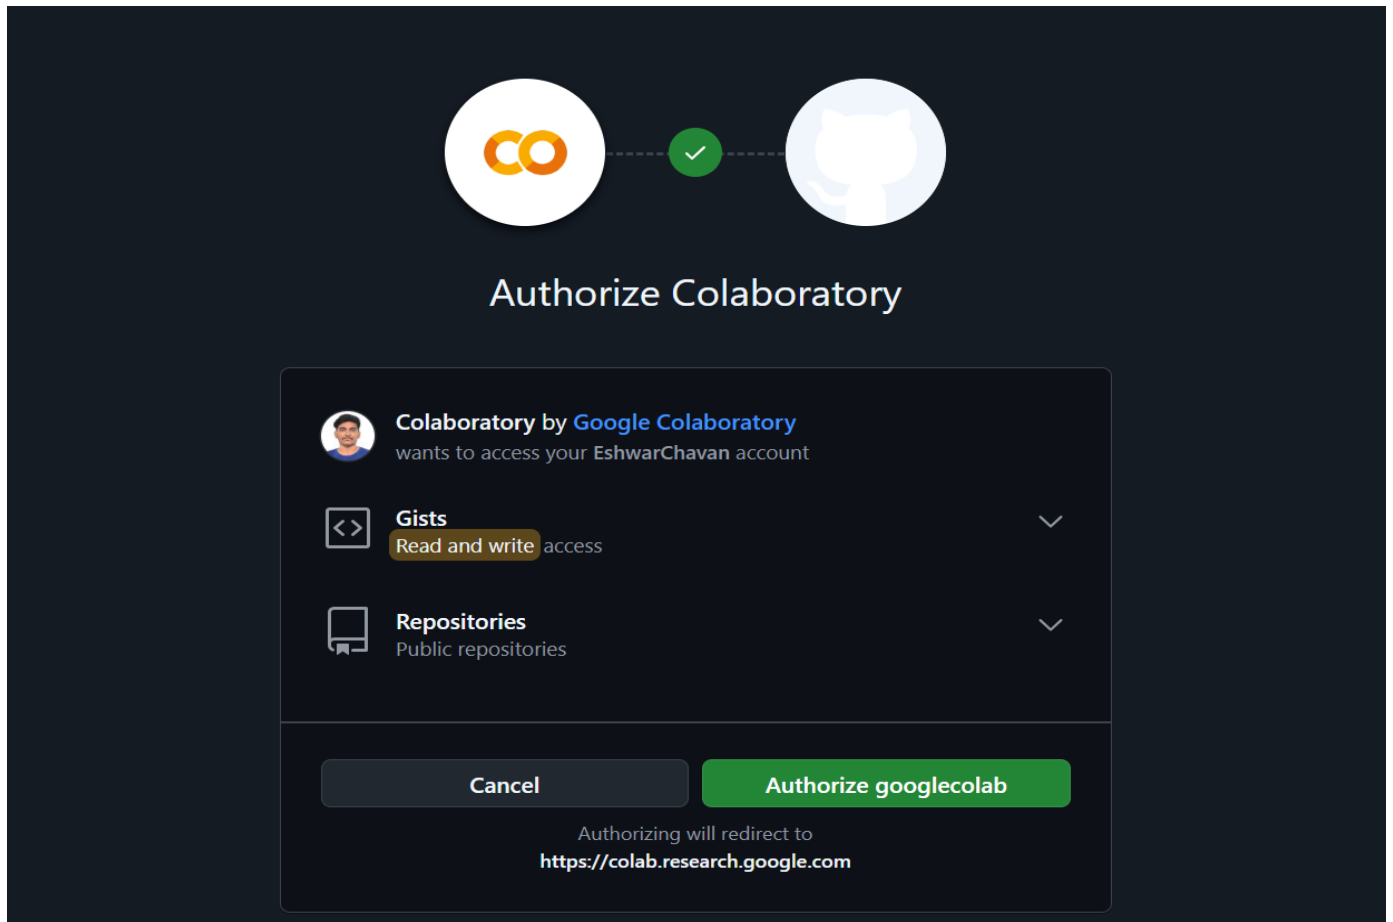 Authorize Colaboratory
Colaboratory by Google Colaboratory
wants to access your EshwarChavan account
Gists
Read and write access
Repositories
Public repositories
Cancel
Authorize googlecolab
Authorizing will redirect to
https://colab.research.google.com